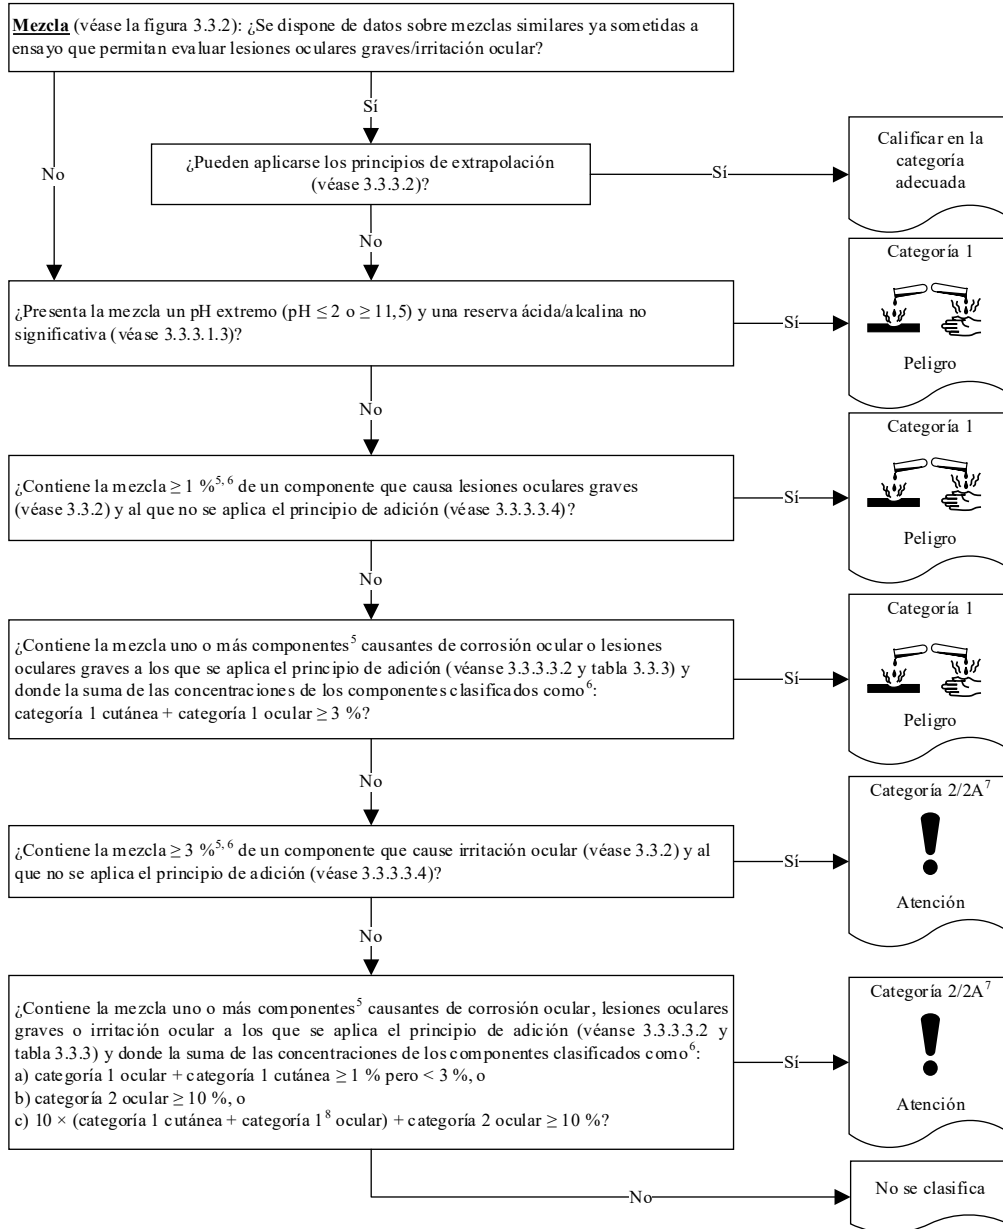 Mezcla (véase la figura 3.3.2): ¿Se dispone de datos sobre mezclas similares ya sometidas a
ensayo que permitan evaluar lesiones oculares graves/irritación ocular?
Sí
No
¿Pueden aplicarse los principios de extrapolación
(véase 3.3.3.2)?
Sí
Calificar en la
categoría
adecuada
No
¿Presenta la mezcla un pH extremo (pH ≤ 2 o ≥ 11,5) y una reserva ácida/alcalina no
significativa (véase 3.3.3.1.3)?
Sí
Categoría 1
Peligro
No
¿Contiene la mezcla ≥ 1 %5, 6 de un componente que causa lesiones oculares graves
(véase 3.3.2) y al que no se aplica el principio de adición (véase 3.3.3.3.4)?
Sí
Categoría 1
Peligro
No
¿Contiene la mezcla uno o más componentes5 causantes de corrosión ocular o lesiones
oculares graves a los que se aplica el principio de adición (véanse 3.3.3.3.2 y tabla 3.3.3) y
donde la suma de las concentraciones de los componentes clasificados como6:
categoría 1 cutánea + categoría 1 ocular ≥ 3 %?
Sí
Categoría 1
Peligro
No
¿Contiene la mezcla ≥ 3 %5, 6 de un componente que cause irritación ocular (véase 3.3.2) y al
que no se aplica el principio de adición (véase 3.3.3.3.4)?
Sí
Categoría 2/2A7
Atención
No
¿Contiene la mezcla uno o más componentes5 causantes de corrosión ocular, lesiones oculares
graves o irritación ocular a los que se aplica el principio de adición (véanse 3.3.3.3.2 y
tabla 3.3.3) y donde la suma de las concentraciones de los componentes clasificados como6:
a) categoría 1 ocular + categoría 1 cutánea ≥ 1 % pero < 3 %, o
b) categoría 2 ocular ≥ 10 %, o
c) 10 × (categoría 1 cutánea + categoría 18 ocular) + categoría 2 ocular ≥ 10 %?
Sí
Categoría 2/2A7
Atención
No
No se clasifica